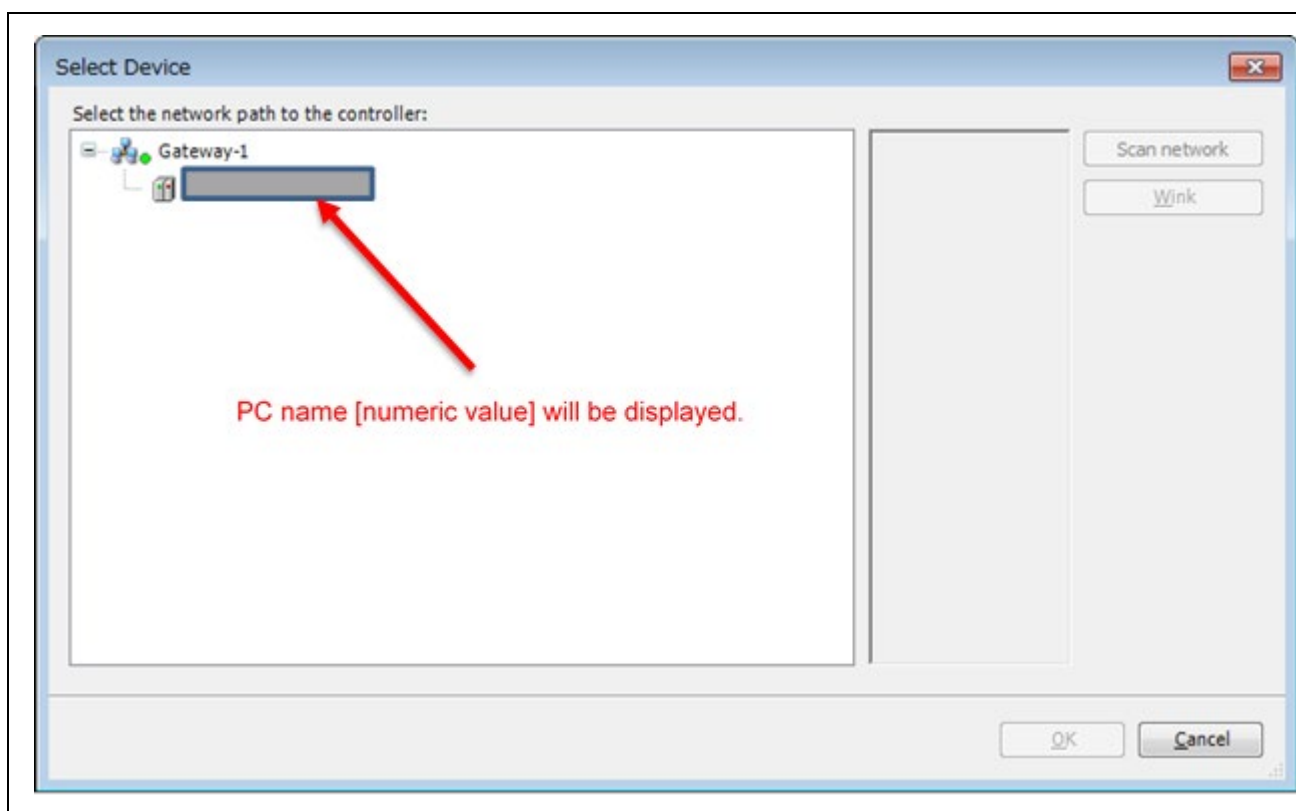 Select Device
Select the network path to the controller:
Gateway-1
Scan network
Wink
PC name [numeric value] will be displayed.
OK
Cancel